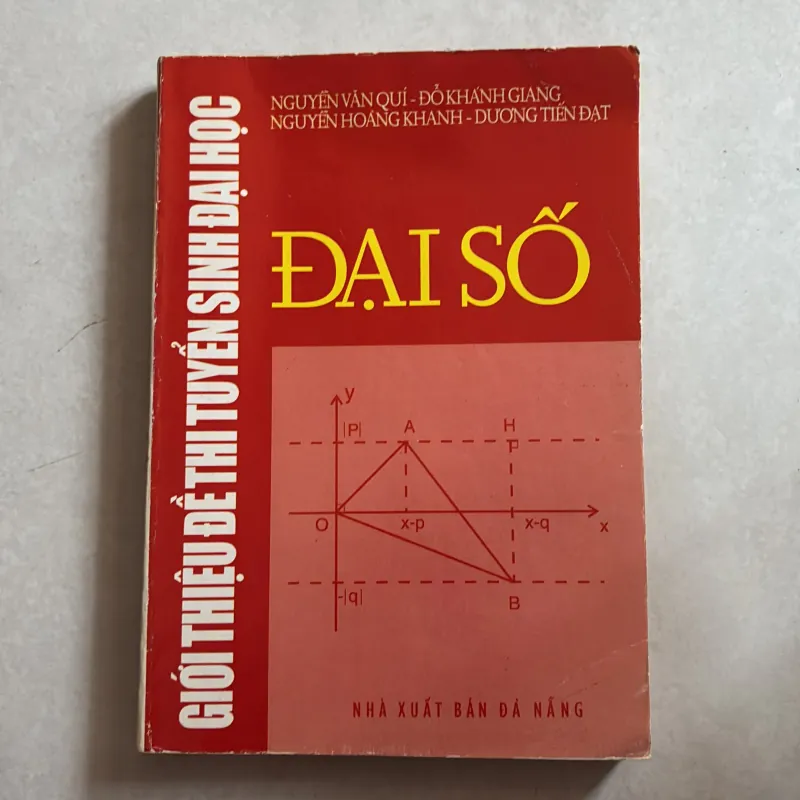 GIỚI THIỆU ĐỀ THI TUYỂN SINH ĐẠI HỌC
NGUYỄN VĂN QUÍ - ĐỖ KHÁNH GIANG
NGUYỄN HOÀNG KHANH - DƯƠNG TIẾN ĐẠT
ĐẠI SỐ
y
|P| A H
O x-p x-q x
-|q| B
NHÀ XUẤT BẢN ĐÀ NẴNG